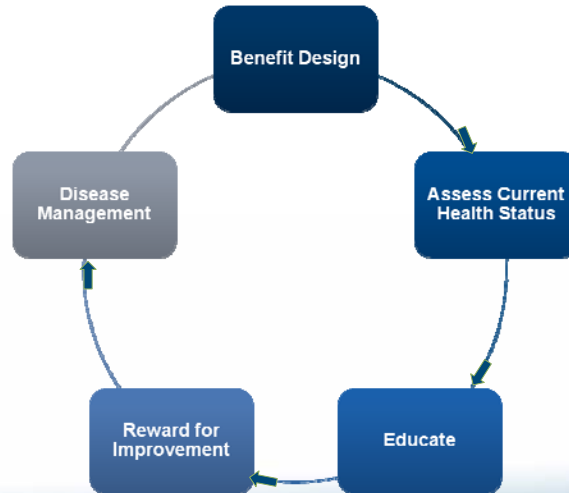 Benefit Design
Assess Current
Health Status
Educate
Reward for
Improvement
Disease
Management